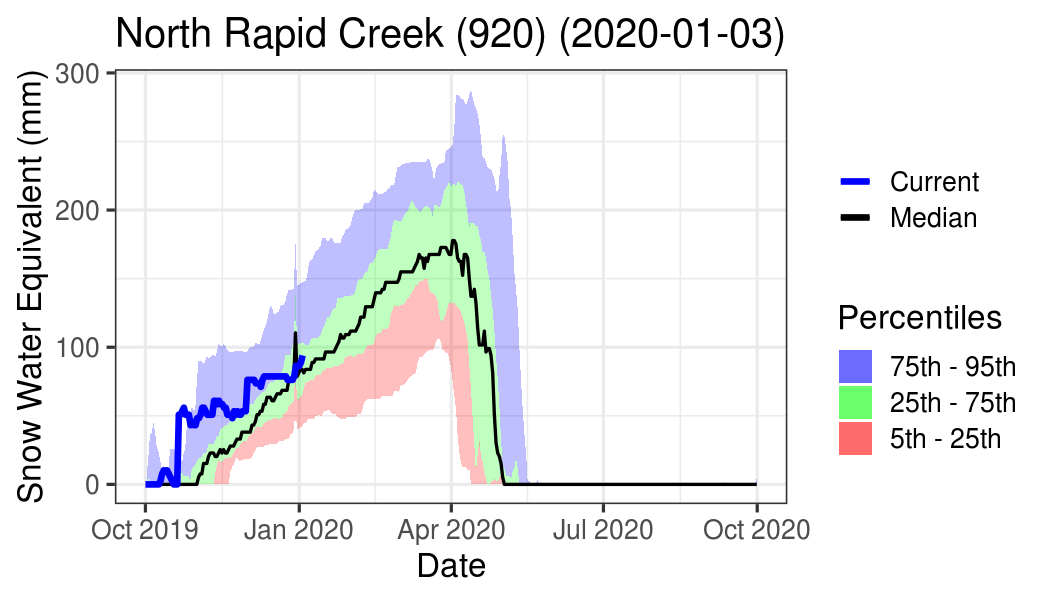 North Rapid Creek (920) (2020-01-03)
Snow Water Equivalent (mm)
300
200
100
0
Oct 2019 Jan 2020 Apr 2020 Jul 2020 Oct 2020
Date
Current
Median
Percentiles
75th - 95th
25th - 75th
5th - 25th